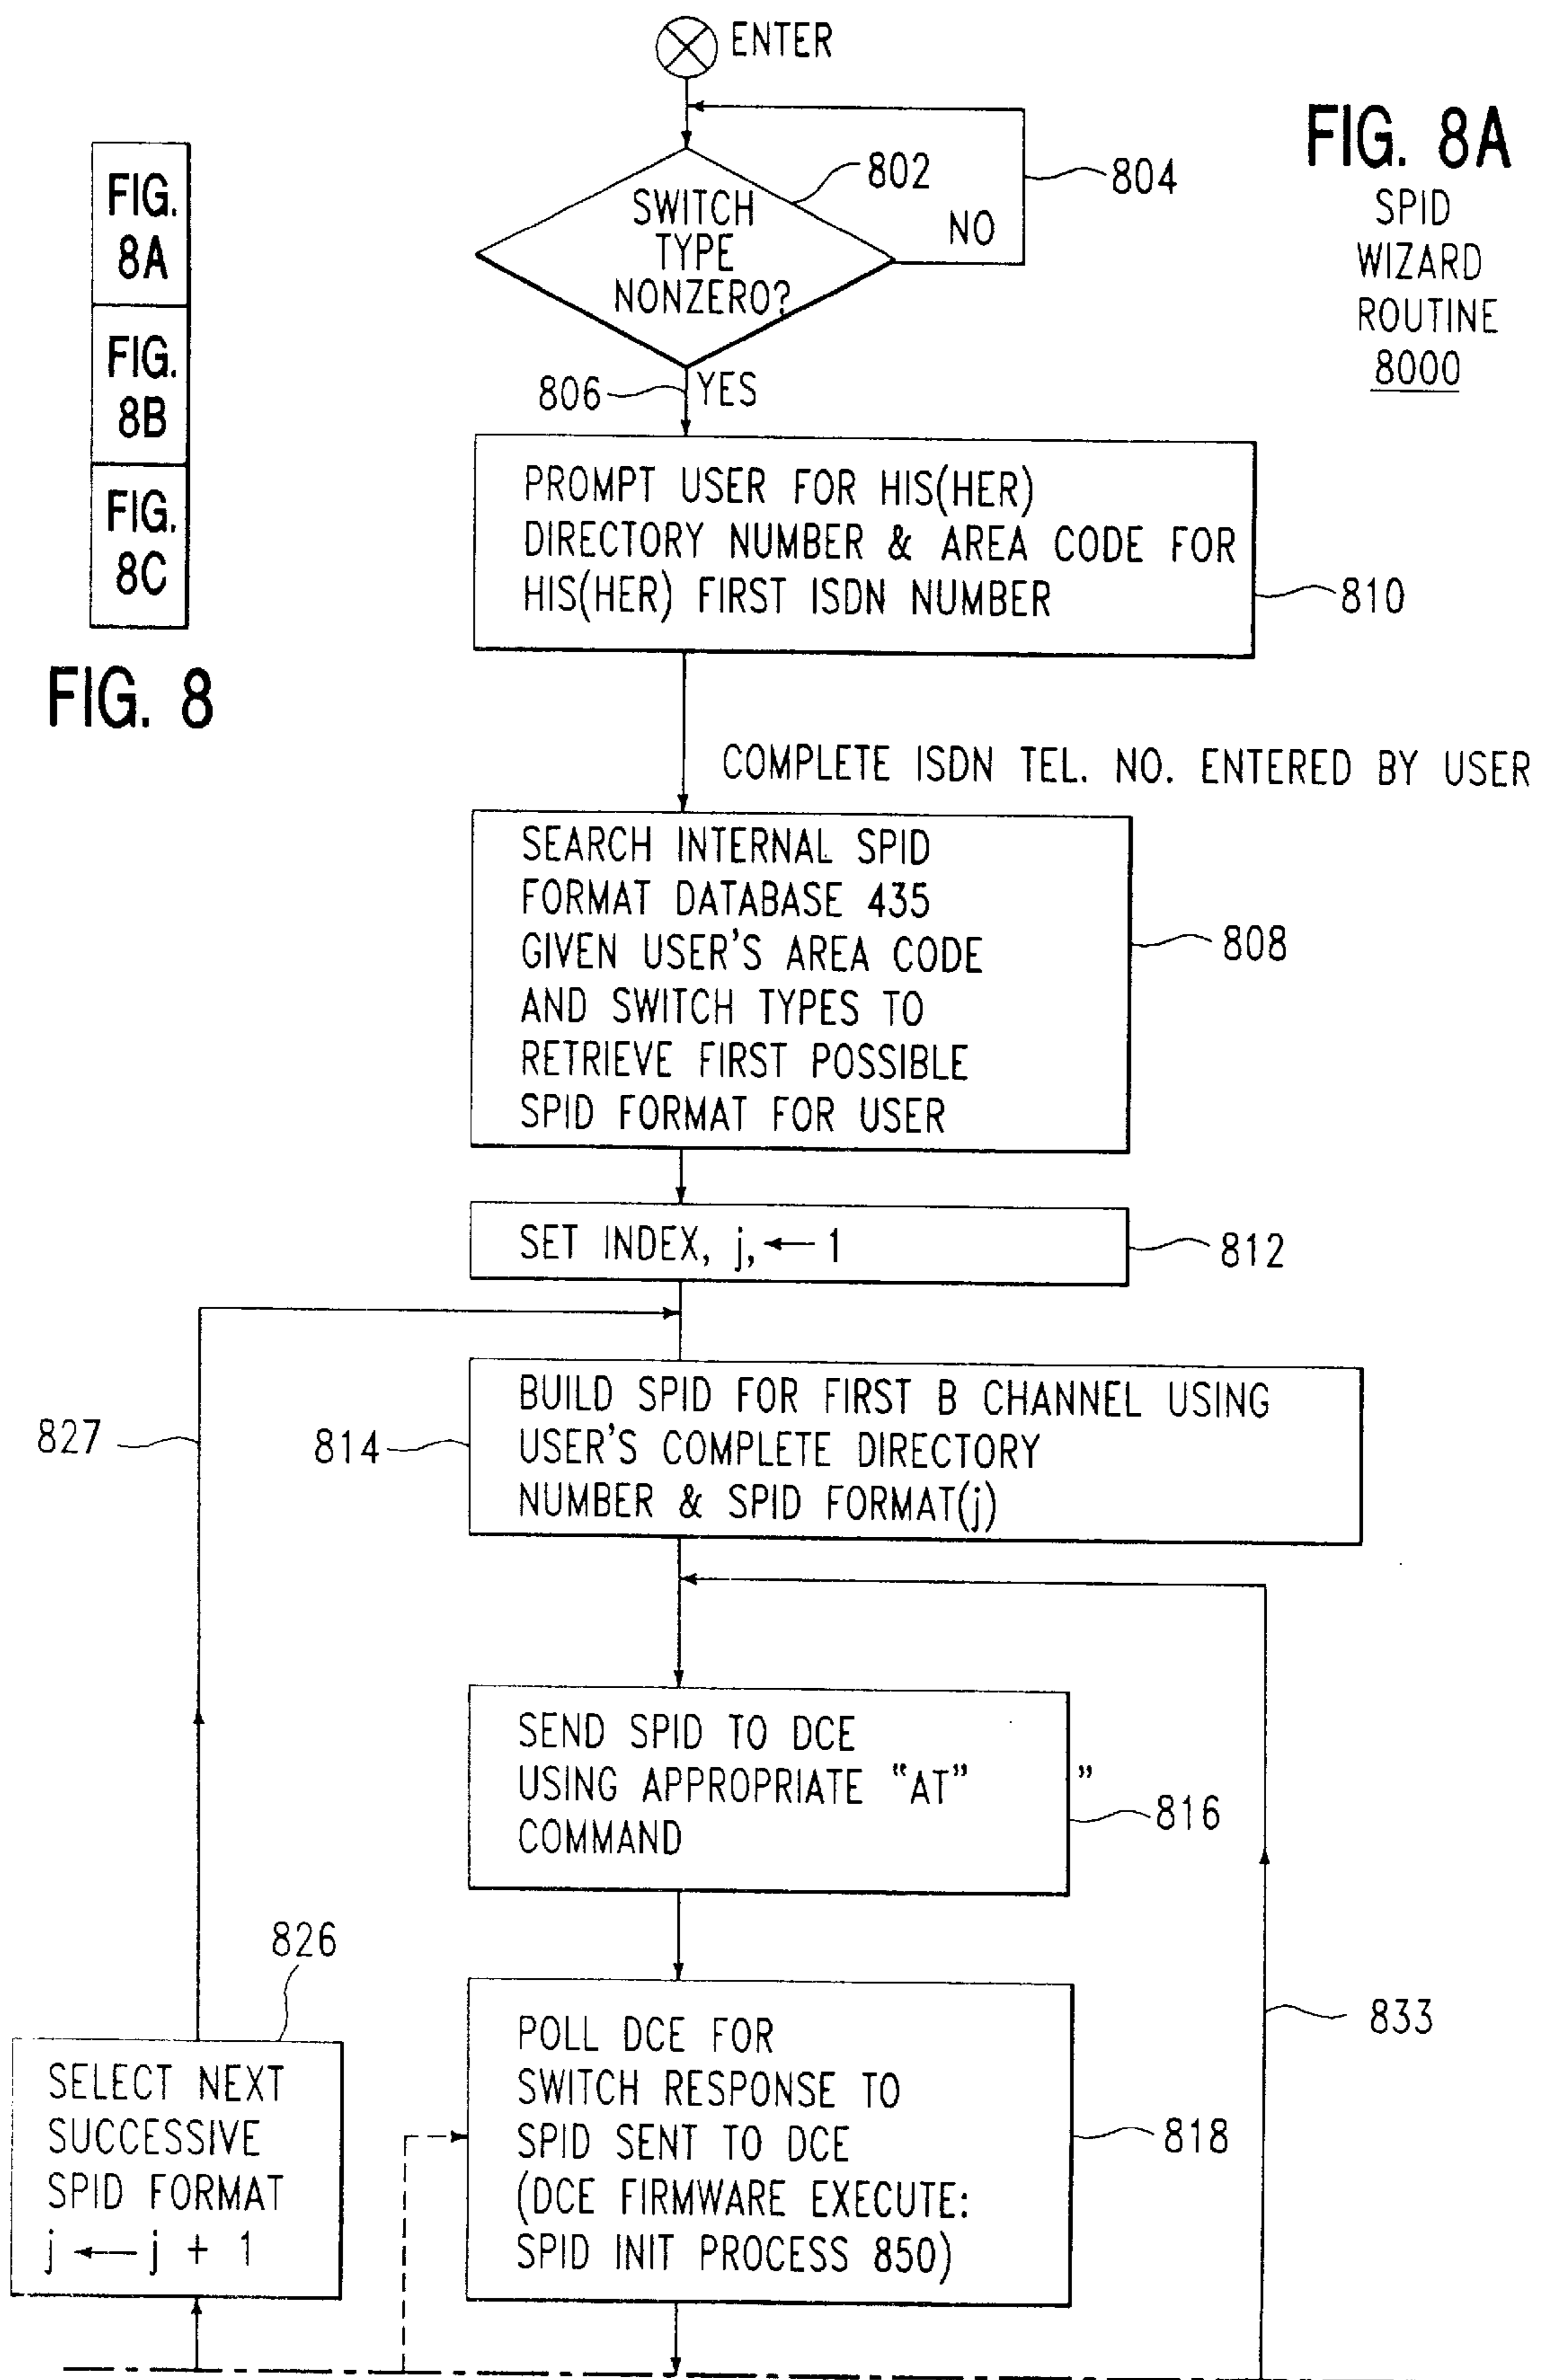 ENTER
FIG. 8A
SPID
WIZARD
ROUTINE
8000
FIG.
8A
FIG.
8B
FIG.
8C
FIG. 8
802
804
SWITCH
TYPE
NONZERO?
NO
806
YES
PROMPT USER FOR HIS(HER)
DIRECTORY NUMBER & AREA CODE FOR
HIS(HER) FIRST ISDN NUMBER
810
COMPLETE ISDN TEL. NO. ENTERED BY USER
SEARCH INTERNAL SPID
FORMAT DATABASE 435
GIVEN USER'S AREA CODE
AND SWITCH TYPES TO
RETRIEVE FIRST POSSIBLE
SPID FORMAT FOR USER
808
SET INDEX, j, ← 1
812
BUILD SPID FOR FIRST B CHANNEL USING
USER'S COMPLETE DIRECTORY
NUMBER & SPID FORMAT(j)
814
827
SEND SPID TO DCE
USING APPROPRIATE "AT" "
COMMAND
816
826
SELECT NEXT
SUCCESSIVE
SPID FORMAT
j ← j + 1
POLL DCE FOR
SWITCH RESPONSE TO
SPID SENT TO DCE
(DCE FIRMWARE EXECUTE:
SPID INIT PROCESS 850)
818
833